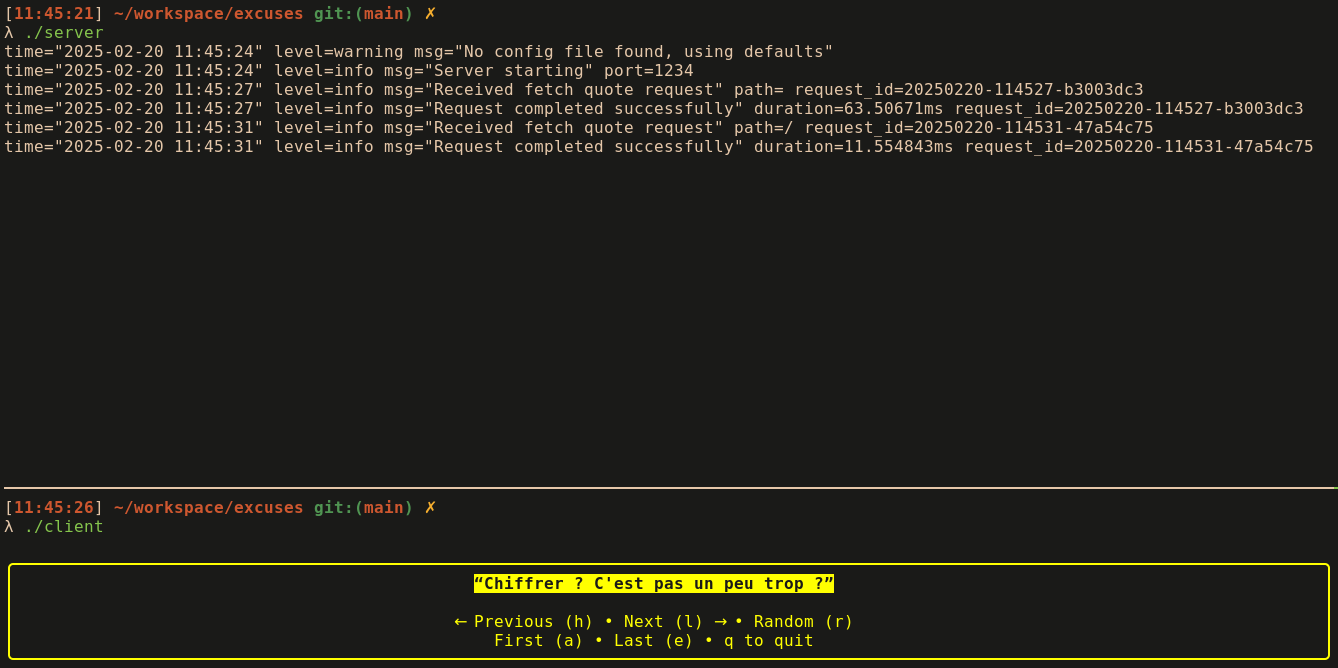 [11:45:21] ~/workspace/excuses git:(main) ✗
λ ./server
time="2025-02-20 11:45:24" level=warning msg="No config file found, using defaults"
time="2025-02-20 11:45:24" level=info msg="Server starting" port=1234
time="2025-02-20 11:45:27" level=info msg="Received fetch quote request" path= request_id=20250220-114527-b3003dc3
time="2025-02-20 11:45:27" level=info msg="Request completed successfully" duration=63.50671ms request_id=20250220-114527-b3003dc3
time="2025-02-20 11:45:31" level=info msg="Received fetch quote request" path=/ request_id=20250220-114531-47a54c75
time="2025-02-20 11:45:31" level=info msg="Request completed successfully" duration=11.554843ms request_id=20250220-114531-47a54c75
[11:45:26] ~/workspace/excuses git:(main) ✗
λ ./client
“Chiffrer ? C'est pas un peu trop ?”
← Previous (h) • Next (l) → • Random (r)
First (a) • Last (e) • q to quit